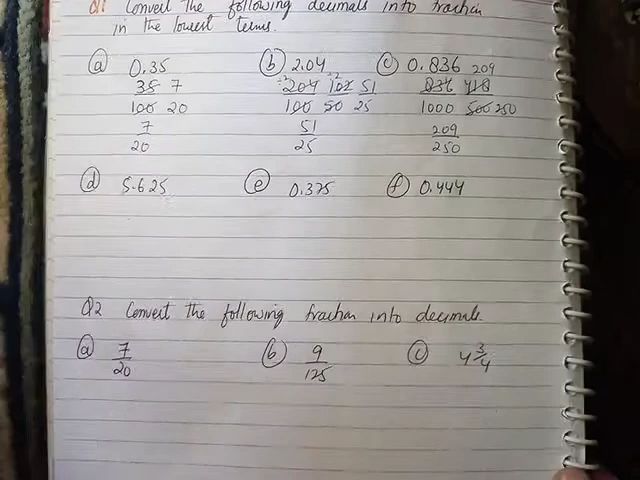 Q1 Convert the following decimals into fraction
in the lowest terms.
(a) 0.35 (b) 2.04 (c) 0.836 209
35 7 204 102 51 836 418
100 20 100 50 25 1000 500 250
7 51 209
20 25 250
(d) 5.625 (e) 0.375 (f) 0.444
Q2 Convert the following fraction into decimals.
(a) 7/20 (b) 9/125 (c) 4 3/4